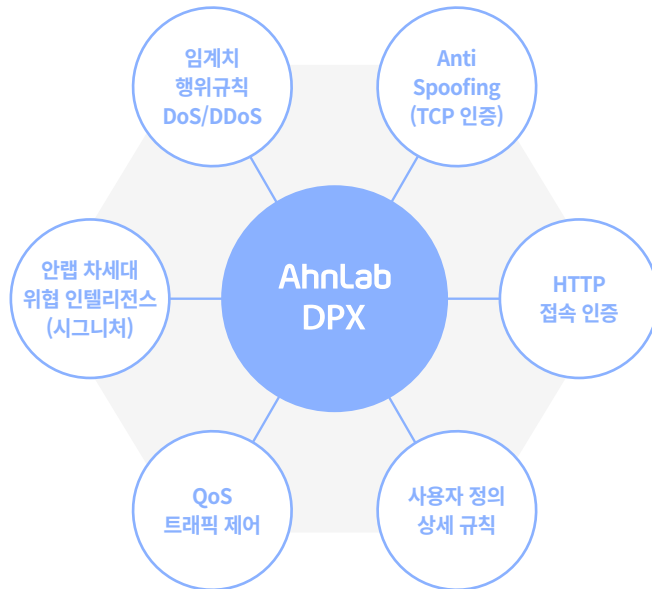 임계치
행위규칙
DoS/DDoS
Anti
Spoofing
(TCP 인증)
안랩 차세대
위협 인텔리전스
(시그니처)
AhnLab
DPX
HTTP
접속 인증
QoS
트래픽 제어
사용자 정의
상세 규칙